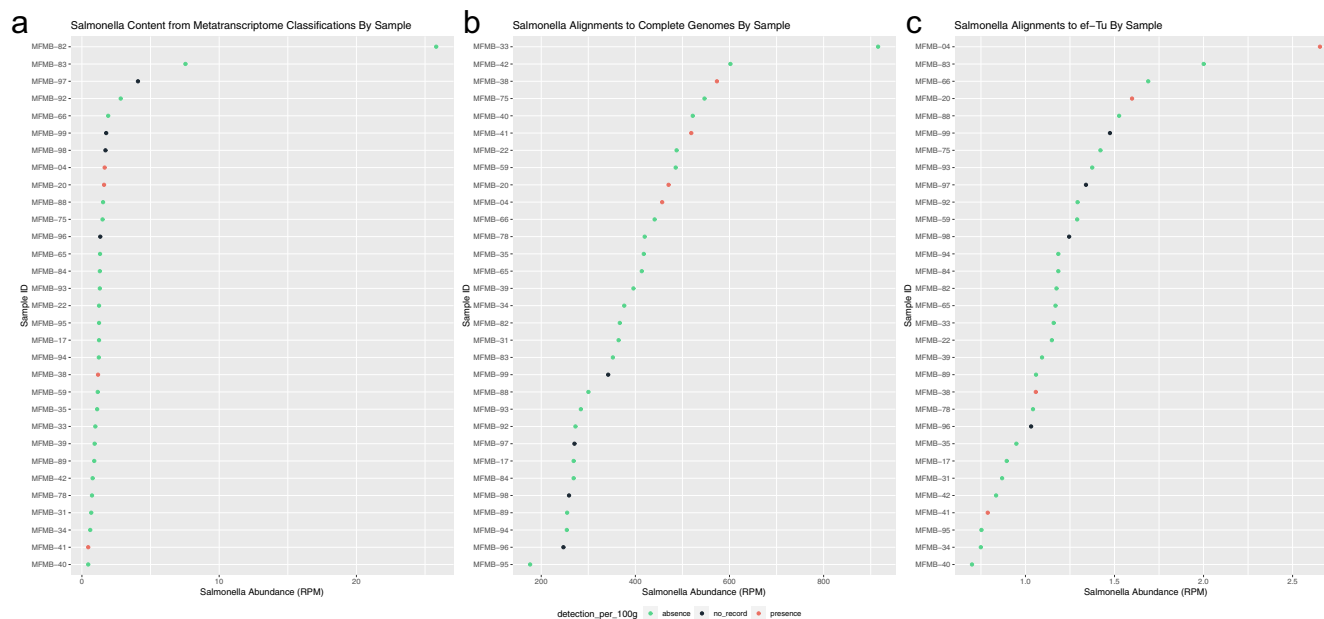 a
Salmonella Content from Metatranscriptome Classifications By Sample
Sample ID
MFMB-82
MFMB-83
MFMB-97
MFMB-92
MFMB-66
MFMB-99
MFMB-98
MFMB-04
MFMB-20
MFMB-88
MFMB-75
MFMB-96
MFMB-65
MFMB-84
MFMB-93
MFMB-22
MFMB-95
MFMB-17
MFMB-94
MFMB-38
MFMB-59
MFMB-35
MFMB-33
MFMB-39
MFMB-89
MFMB-42
MFMB-78
MFMB-31
MFMB-34
MFMB-41
MFMB-40
0 10 20
Salmonella Abundance (RPM)
b
Salmonella Alignments to Complete Genomes By Sample
Sample ID
MFMB-33
MFMB-42
MFMB-38
MFMB-75
MFMB-40
MFMB-41
MFMB-22
MFMB-59
MFMB-20
MFMB-04
MFMB-66
MFMB-78
MFMB-35
MFMB-65
MFMB-39
MFMB-34
MFMB-82
MFMB-31
MFMB-83
MFMB-99
MFMB-88
MFMB-93
MFMB-92
MFMB-97
MFMB-17
MFMB-84
MFMB-98
MFMB-89
MFMB-94
MFMB-96
MFMB-95
200 400 600 800
Salmonella Abundance (RPM)
c
Salmonella Alignments to ef-Tu By Sample
Sample ID
MFMB-04
MFMB-83
MFMB-66
MFMB-20
MFMB-88
MFMB-99
MFMB-75
MFMB-93
MFMB-97
MFMB-92
MFMB-59
MFMB-98
MFMB-94
MFMB-84
MFMB-82
MFMB-65
MFMB-33
MFMB-22
MFMB-39
MFMB-89
MFMB-38
MFMB-78
MFMB-96
MFMB-35
MFMB-17
MFMB-31
MFMB-42
MFMB-41
MFMB-95
MFMB-34
MFMB-40
1.0 1.5 2.0 2.5
Salmonella Abundance (RPM)
detection_per_100g absence no_record presence